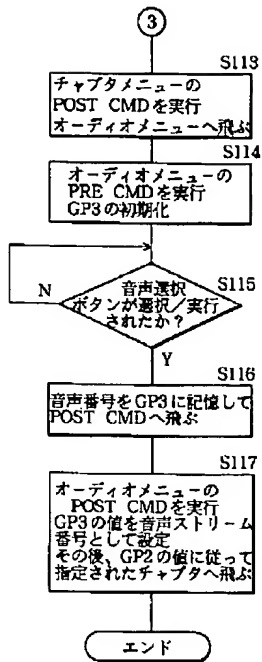 3
S113
チャプタメニューの
POST CMDを実行
オーディオメニューへ飛ぶ
S114
オーディオメニューの
PRE CMDを実行
GP3の初期化
S115
音声選択
ボタンが選択/実行
されたか?
N
Y
S116
音声番号をGP3に記憶して
POST CMDへ飛ぶ
S117
オーディオメニューの
POST CMDを実行
GP3の値を音声ストリーム
番号として設定
その後、GP2の値に従って
指定されたチャプタへ飛ぶ
エンド